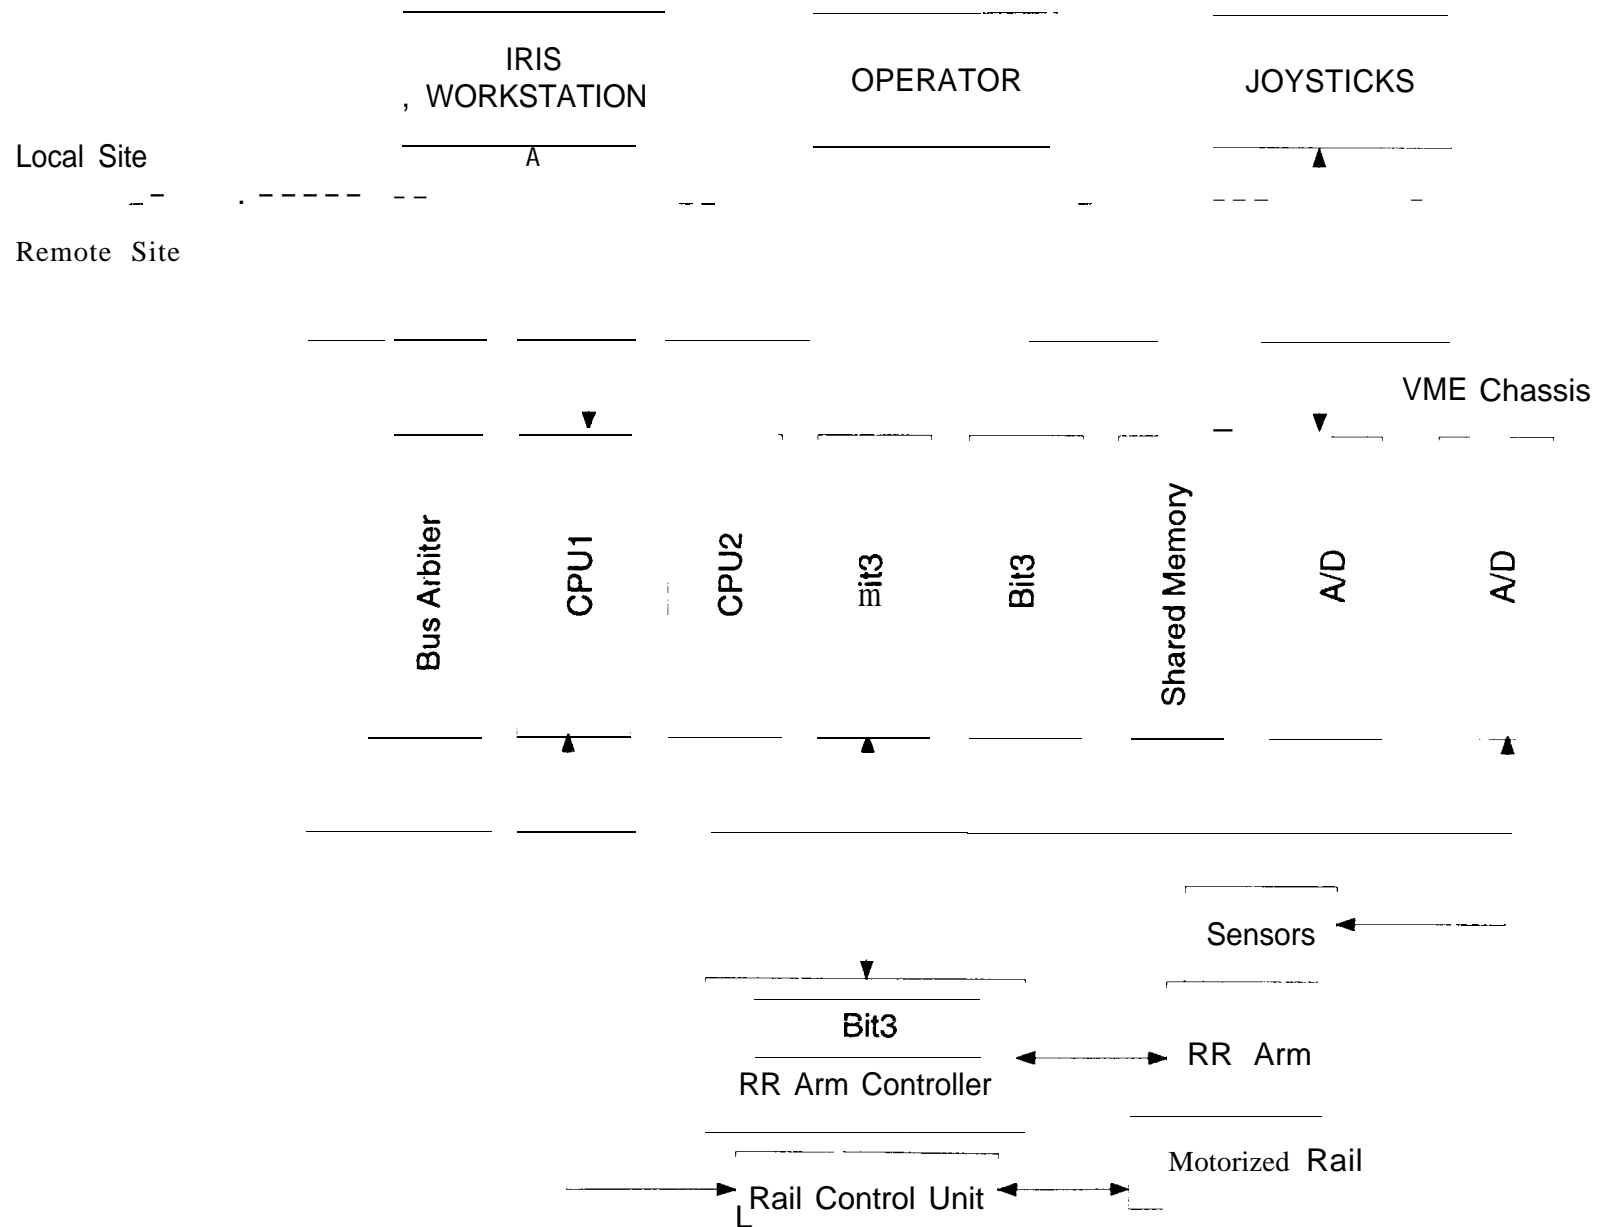 IRIS
, WORKSTATION
OPERATOR
JOYSTICKS
Local Site
A
Remote Site
VME Chassis
Bus Arbiter
CPU1
CPU2
mit3
Bit3
Shared Memory
A/D
A/D
Sensors
Bit3
RR Arm Controller
RR Arm
Motorized Rail
Rail Control Unit